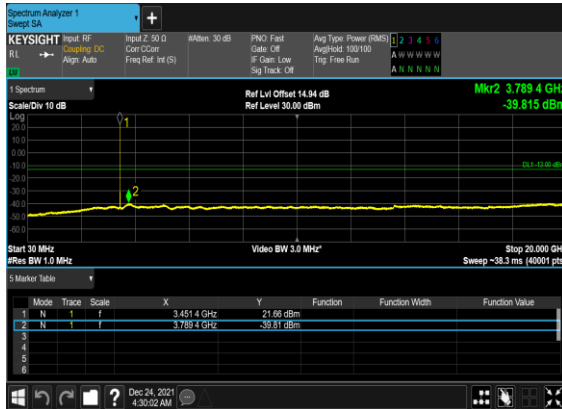 Spectrum Analyzer 1
Swept SA
+
KEYSIGHT Input: RF Input Z: 50 Ω #Atten: 30 dB PNO: Fast Avg Type: Power (RMS) 1 2 3 4 5 6
RL Coupling: DC Corr CCorr Gate: Off Avg|Hold: 100/100 A W W W W W
Align: Auto Freq Ref: Int (S) IF Gain: Low Trig: Free Run
LXI Sig Track: Off A N N N N N
1 Spectrum Ref Lvl Offset 14.94 dB Mkr2 3.789 4 GHz
Scale/Div 10 dB Ref Level 30.00 dBm -39.815 dBm
Log
20.0
10.0
0.00
-10.0
-20.0
-30.0
-40.0
-50.0
-60.0
1
2
DL1 -13.00 dBm
Start 30 MHz Video BW 3.0 MHz* Stop 20.000 GHz
#Res BW 1.0 MHz Sweep ~38.3 ms (40001 pts)
5 Marker Table
Mode Trace Scale X Y Function Function Width Function Value
1 N 1 f 3.451 4 GHz 21.66 dBm
2 N 1 f 3.789 4 GHz -39.81 dBm
3
4
5
6
? Dec 24, 2021
4:30:02 AM